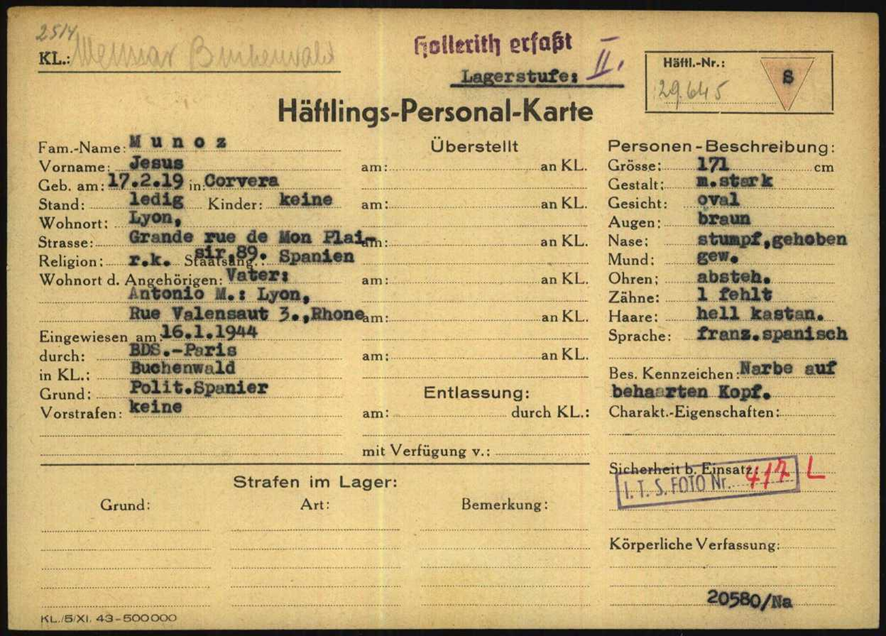 2514
KL.: Weimar Buchenwald
Hollerith erfaßt
Lagerstufe: II.
Häftl.-Nr.:
29.645
S
Häftlings-Personal-Karte
Fam.-Name: Munoz
Vorname: Jesus
Geb. am: 17.2.19 in: Corvera
Stand: ledig Kinder: keine
Wohnort: Lyon,
Strasse: Grande rue de Mon Plai-
sir,89.
Religion: r.k. Staatsang.: Spanien
Wohnort d. Angehörigen: Vater:
Antonio M.: Lyon,
Rue Valensaut 3.,Rhone
Eingewiesen am: 16.1.1944
durch: BDS.-Paris
in KL.: Buchenwald
Grund: Polit.Spanier
Vorstrafen: keine
Überstellt
am: an KL.
am: an KL.
am: an KL.
am: an KL.
am: an KL.
am: an KL.
Entlassung:
am: durch KL.:
mit Verfügung v.:
Personen-Beschreibung:
Grösse: 171 cm
Gestalt: m.stark
Gesicht: oval
Augen: braun
Nase: stumpf,gehoben
Mund: gew.
Ohren: absteh.
Zähne: 1 fehlt
Haare: hell kastan.
Sprache: franz.spanisch
Bes. Kennzeichen: Narbe auf
behaarten Kopf.
Charakt.-Eigenschaften:
Sicherheit b. Einsatz:
I.T.S. FOTO Nr. 417 L
Körperliche Verfassung:
20580/Na
Strafen im Lager:
Grund: Art: Bemerkung:
KL./5/XI. 43-500000